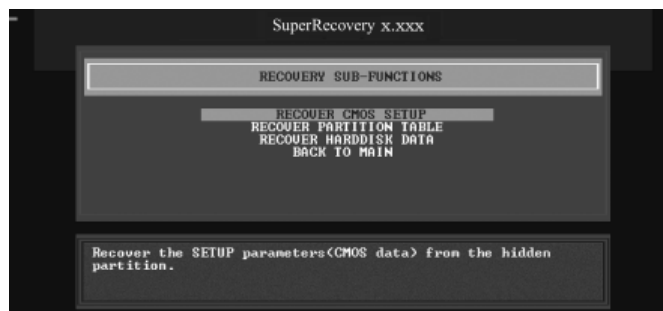 SuperRecovery x.xxx
RECOVERY SUB-FUNCTIONS
RECOVER CMOS SETUP
RECOVER PARTITION TABLE
RECOVER HARDDISK DATA
BACK TO MAIN
Recover the SETUP parameters(CMOS data) from the hidden
partition.